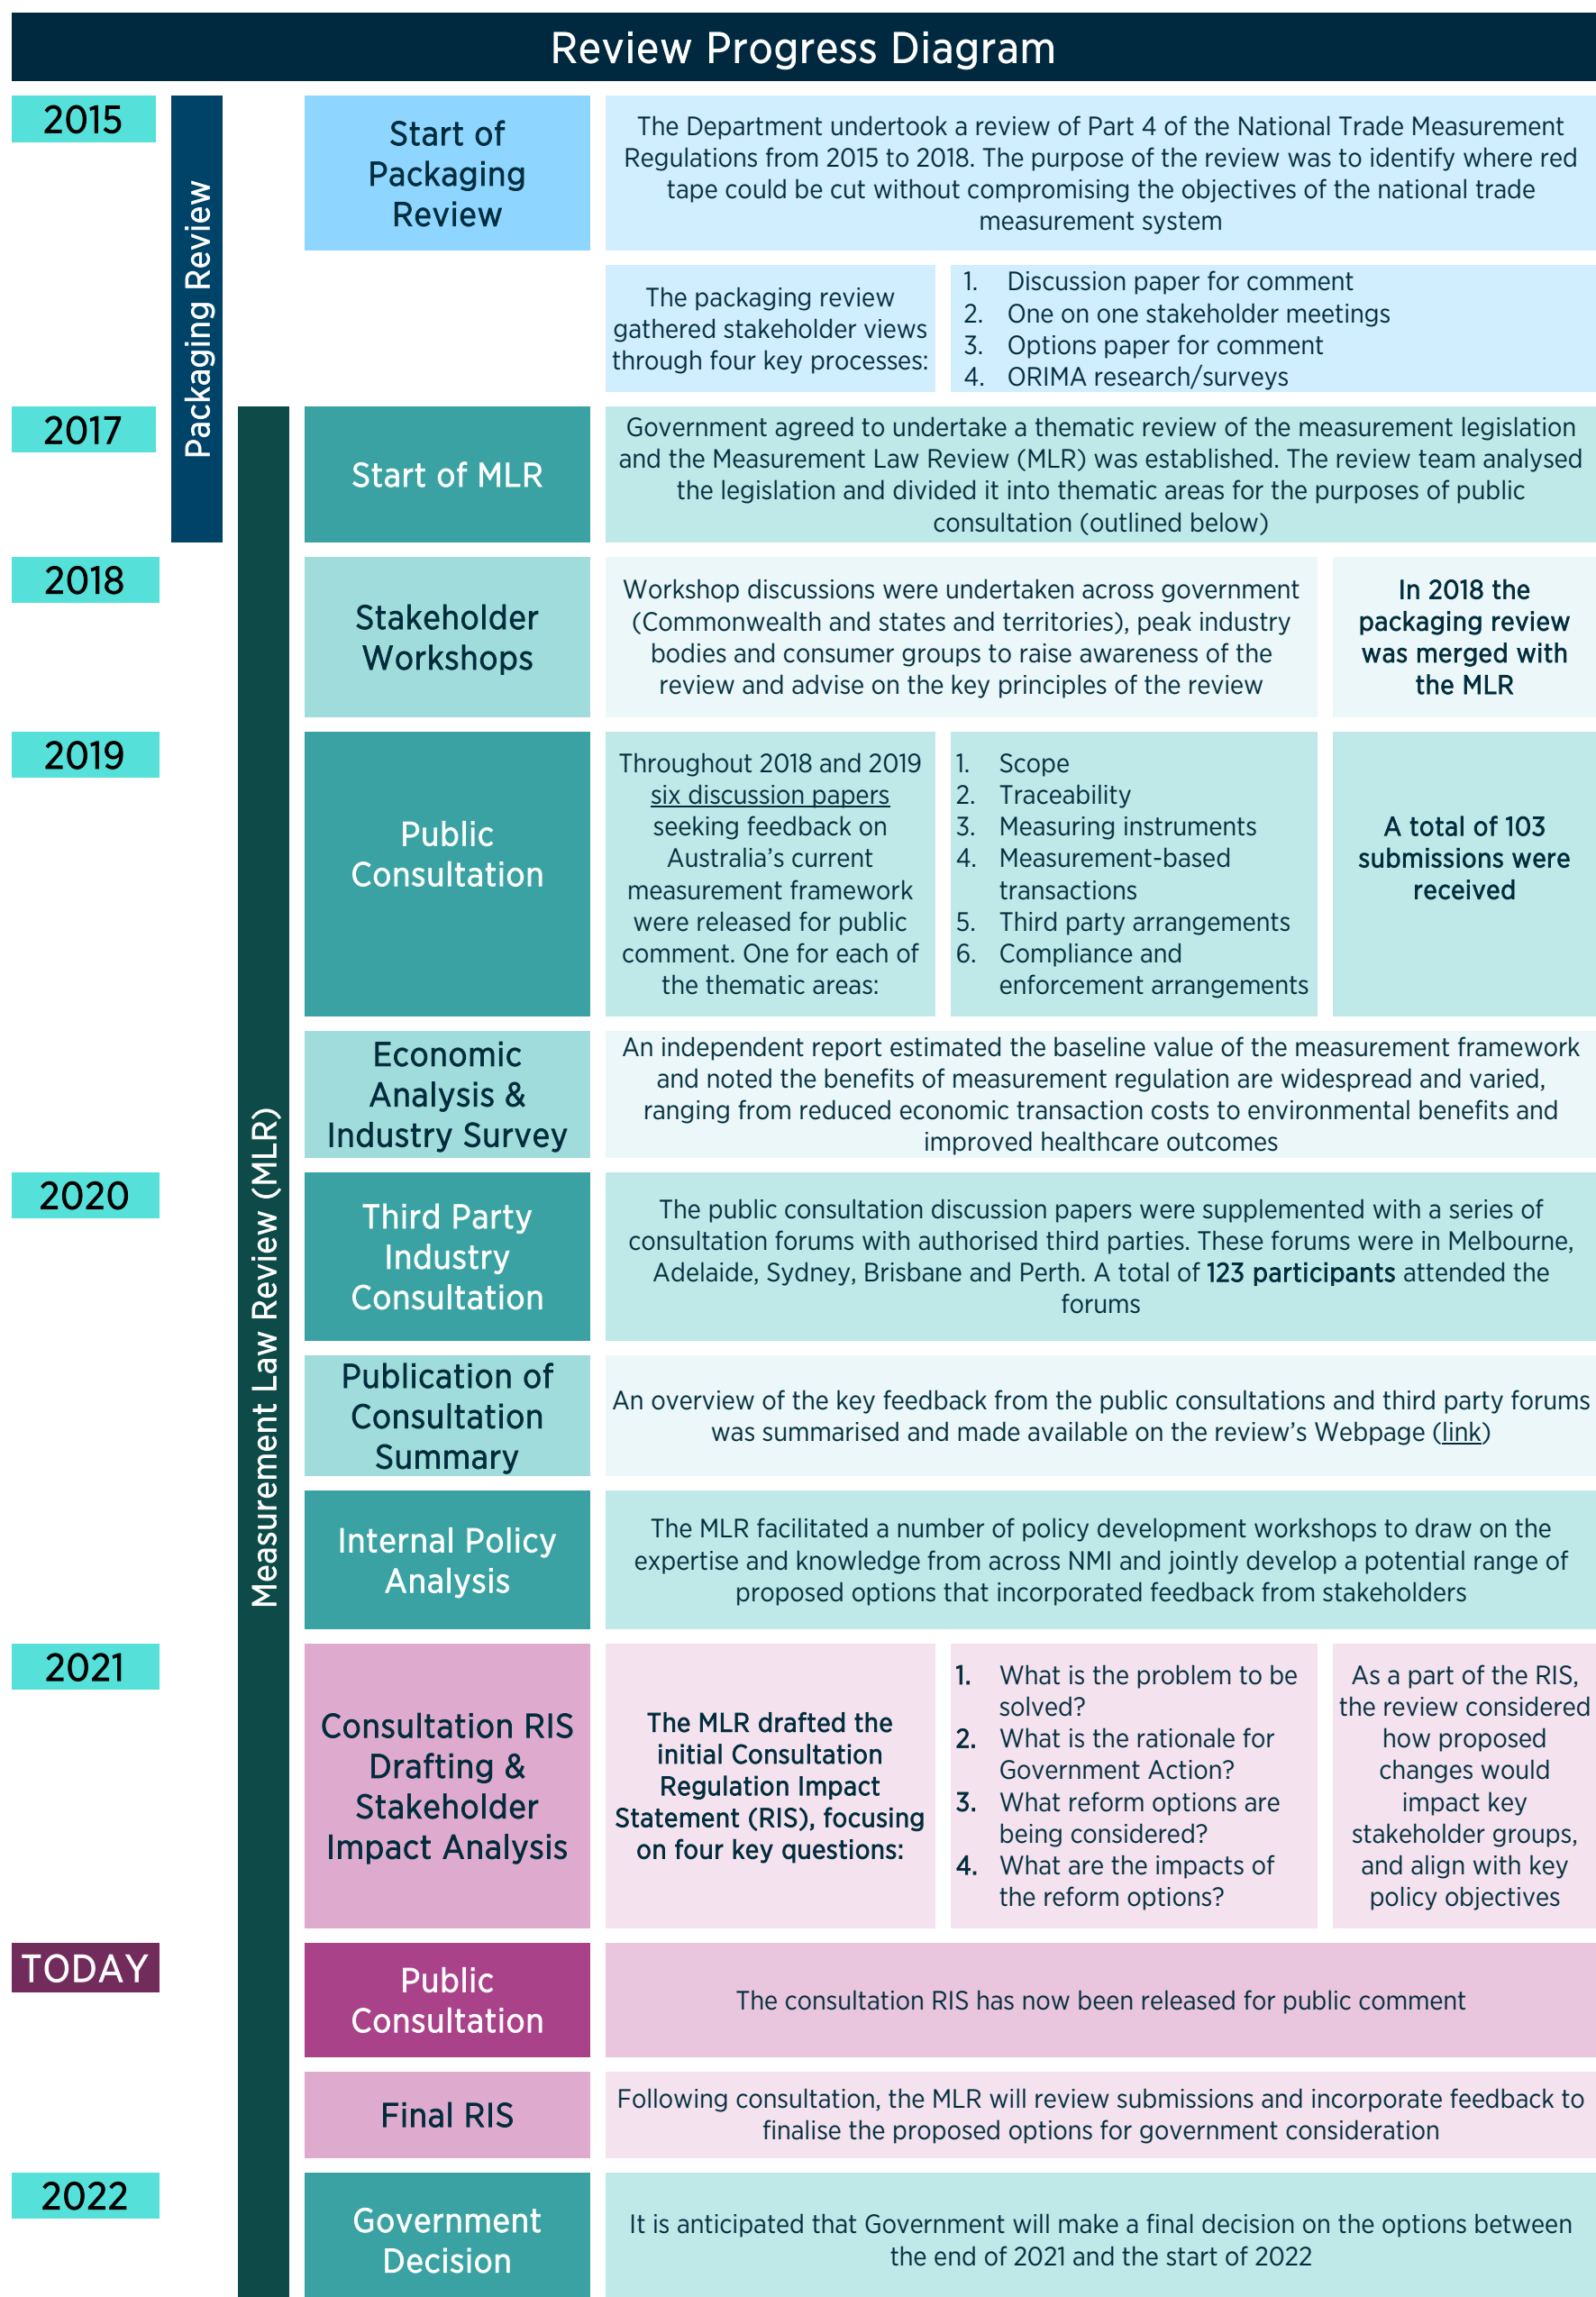 Review Progress Diagram
2015
Packaging Review
Start of
Packaging
Review
The Department undertook a review of Part 4 of the National Trade Measurement
Regulations from 2015 to 2018. The purpose of the review was to identify where red
tape could be cut without compromising the objectives of the national trade
measurement system
The packaging review
gathered stakeholder views
through four key processes:
1. Discussion paper for comment
2. One on one stakeholder meetings
3. Options paper for comment
4. ORIMA research/surveys
2017
Measurement Law Review (MLR)
Start of MLR
Government agreed to undertake a thematic review of the measurement legislation
and the Measurement Law Review (MLR) was established. The review team analysed
the legislation and divided it into thematic areas for the purposes of public
consultation (outlined below)
2018
Stakeholder
Workshops
Workshop discussions were undertaken across government
(Commonwealth and states and territories), peak industry
bodies and consumer groups to raise awareness of the
review and advise on the key principles of the review
In 2018 the
packaging review
was merged with
the MLR
2019
Public
Consultation
Throughout 2018 and 2019
six discussion papers
seeking feedback on
Australia's current
measurement framework
were released for public
comment. One for each of
the thematic areas:
1. Scope
2. Traceability
3. Measuring instruments
4. Measurement-based
transactions
5. Third party arrangements
6. Compliance and
enforcement arrangements
A total of 103
submissions were
received
Economic
Analysis &
Industry Survey
An independent report estimated the baseline value of the measurement framework
and noted the benefits of measurement regulation are widespread and varied,
ranging from reduced economic transaction costs to environmental benefits and
improved healthcare outcomes
2020
Third Party
Industry
Consultation
The public consultation discussion papers were supplemented with a series of
consultation forums with authorised third parties. These forums were in Melbourne,
Adelaide, Sydney, Brisbane and Perth. A total of 123 participants attended the
forums
Publication of
Consultation
Summary
An overview of the key feedback from the public consultations and third party forums
was summarised and made available on the review's Webpage (link)
Internal Policy
Analysis
The MLR facilitated a number of policy development workshops to draw on the
expertise and knowledge from across NMI and jointly develop a potential range of
proposed options that incorporated feedback from stakeholders
2021
Consultation RIS
Drafting &
Stakeholder
Impact Analysis
The MLR drafted the
initial Consultation
Regulation Impact
Statement (RIS), focusing
on four key questions:
1. What is the problem to be
solved?
2. What is the rationale for
Government Action?
3. What reform options are
being considered?
4. What are the impacts of
the reform options?
As a part of the RIS,
the review considered
how proposed
changes would
impact key
stakeholder groups,
and align with key
policy objectives
TODAY
Public
Consultation
The consultation RIS has now been released for public comment
Final RIS
Following consultation, the MLR will review submissions and incorporate feedback to
finalise the proposed options for government consideration
2022
Government
Decision
It is anticipated that Government will make a final decision on the options between
the end of 2021 and the start of 2022